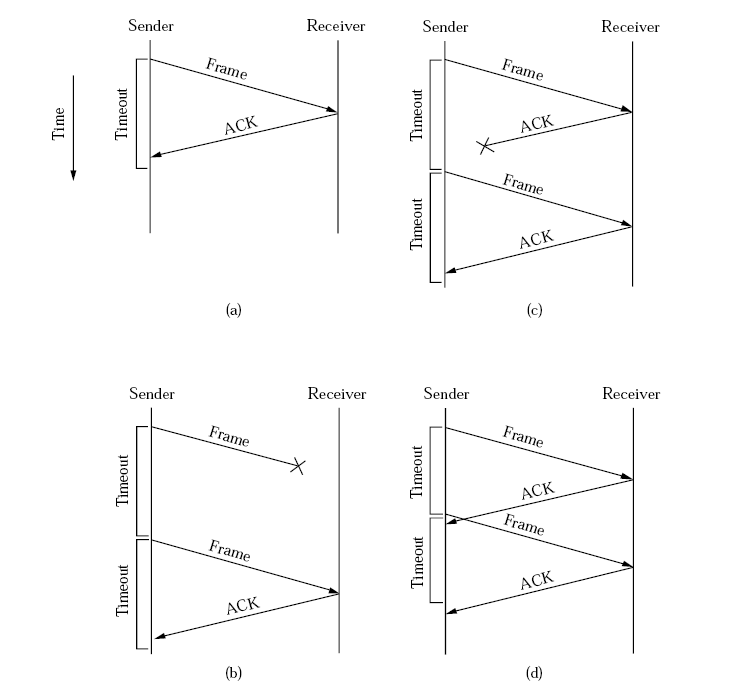 Sender
Receiver
Frame
ACK
Timeout
Time
(a)
Sender
Receiver
Frame
ACK
Timeout
Frame
ACK
Timeout
(c)
Sender
Receiver
Frame
Timeout
Frame
ACK
Timeout
(b)
Sender
Receiver
Frame
ACK
Timeout
Frame
ACK
Timeout
(d)